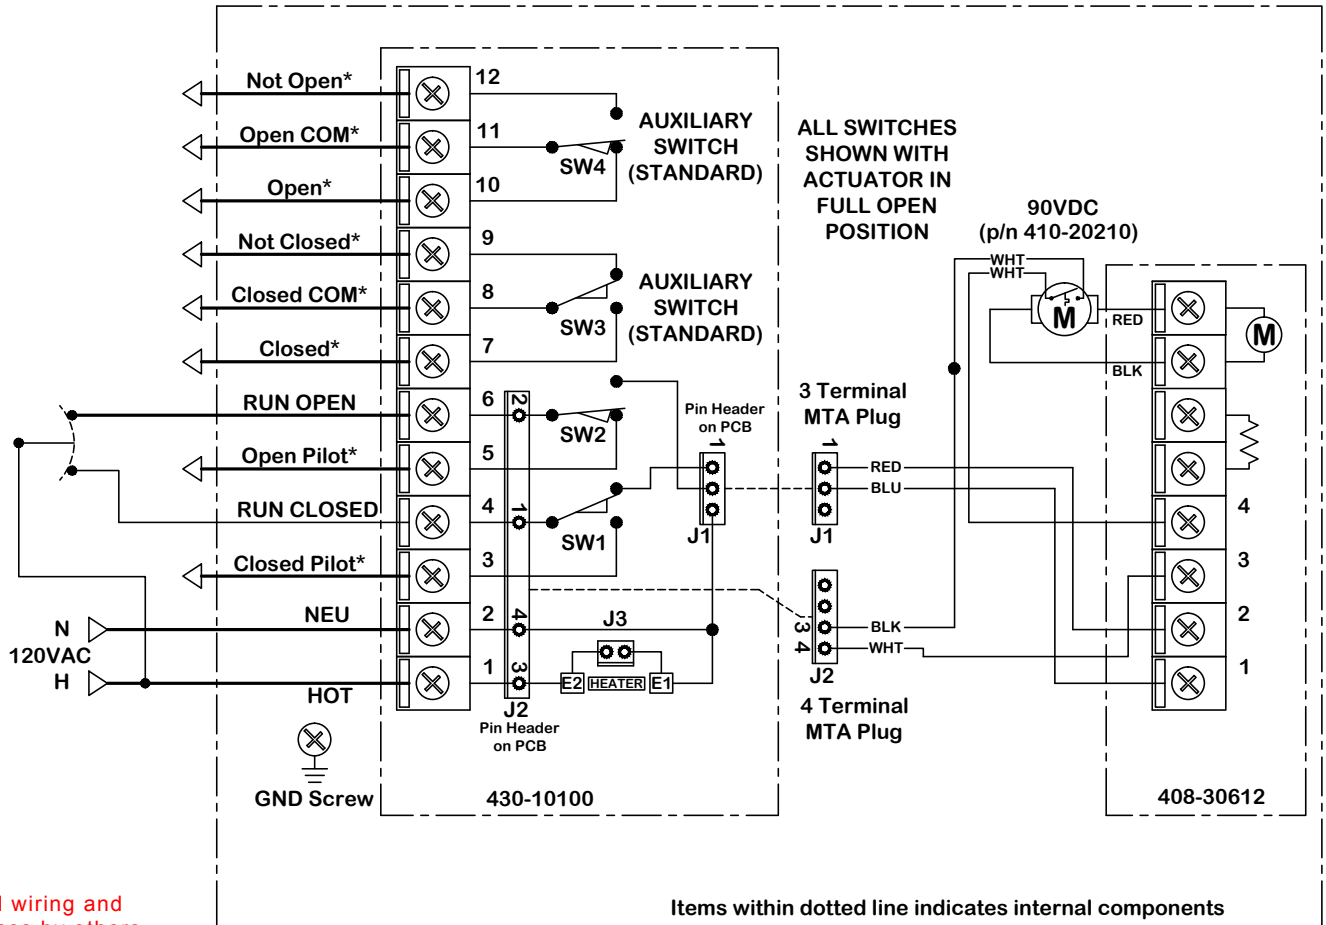 Not Open*
12
Open COM*
11
Open*
10
SW4
AUXILIARY
SWITCH
(STANDARD)
Not Closed*
9
Closed COM*
8
Closed*
7
SW3
AUXILIARY
SWITCH
(STANDARD)
ALL SWITCHES
SHOWN WITH
ACTUATOR IN
FULL OPEN
POSITION
90VDC
(p/n 410-20210)
WHT
WHT
M
RED
BLK
M
RUN OPEN
6
2
SW2
Open Pilot*
5
RUN CLOSED
4
1
SW1
Closed Pilot*
3
NEU
2
4
HOT
1
3
J2
Pin Header
on PCB
Pin Header
on PCB
1
J1
J3
E2
HEATER
E1
3 Terminal
MTA Plug
1
RED
BLU
J1
3
4
BLK
WHT
J2
4 Terminal
MTA Plug
4
3
2
1
N
120VAC
H
GND Screw
430-10100
408-30612
wiring and
by others
Items within dotted line indicates internal components